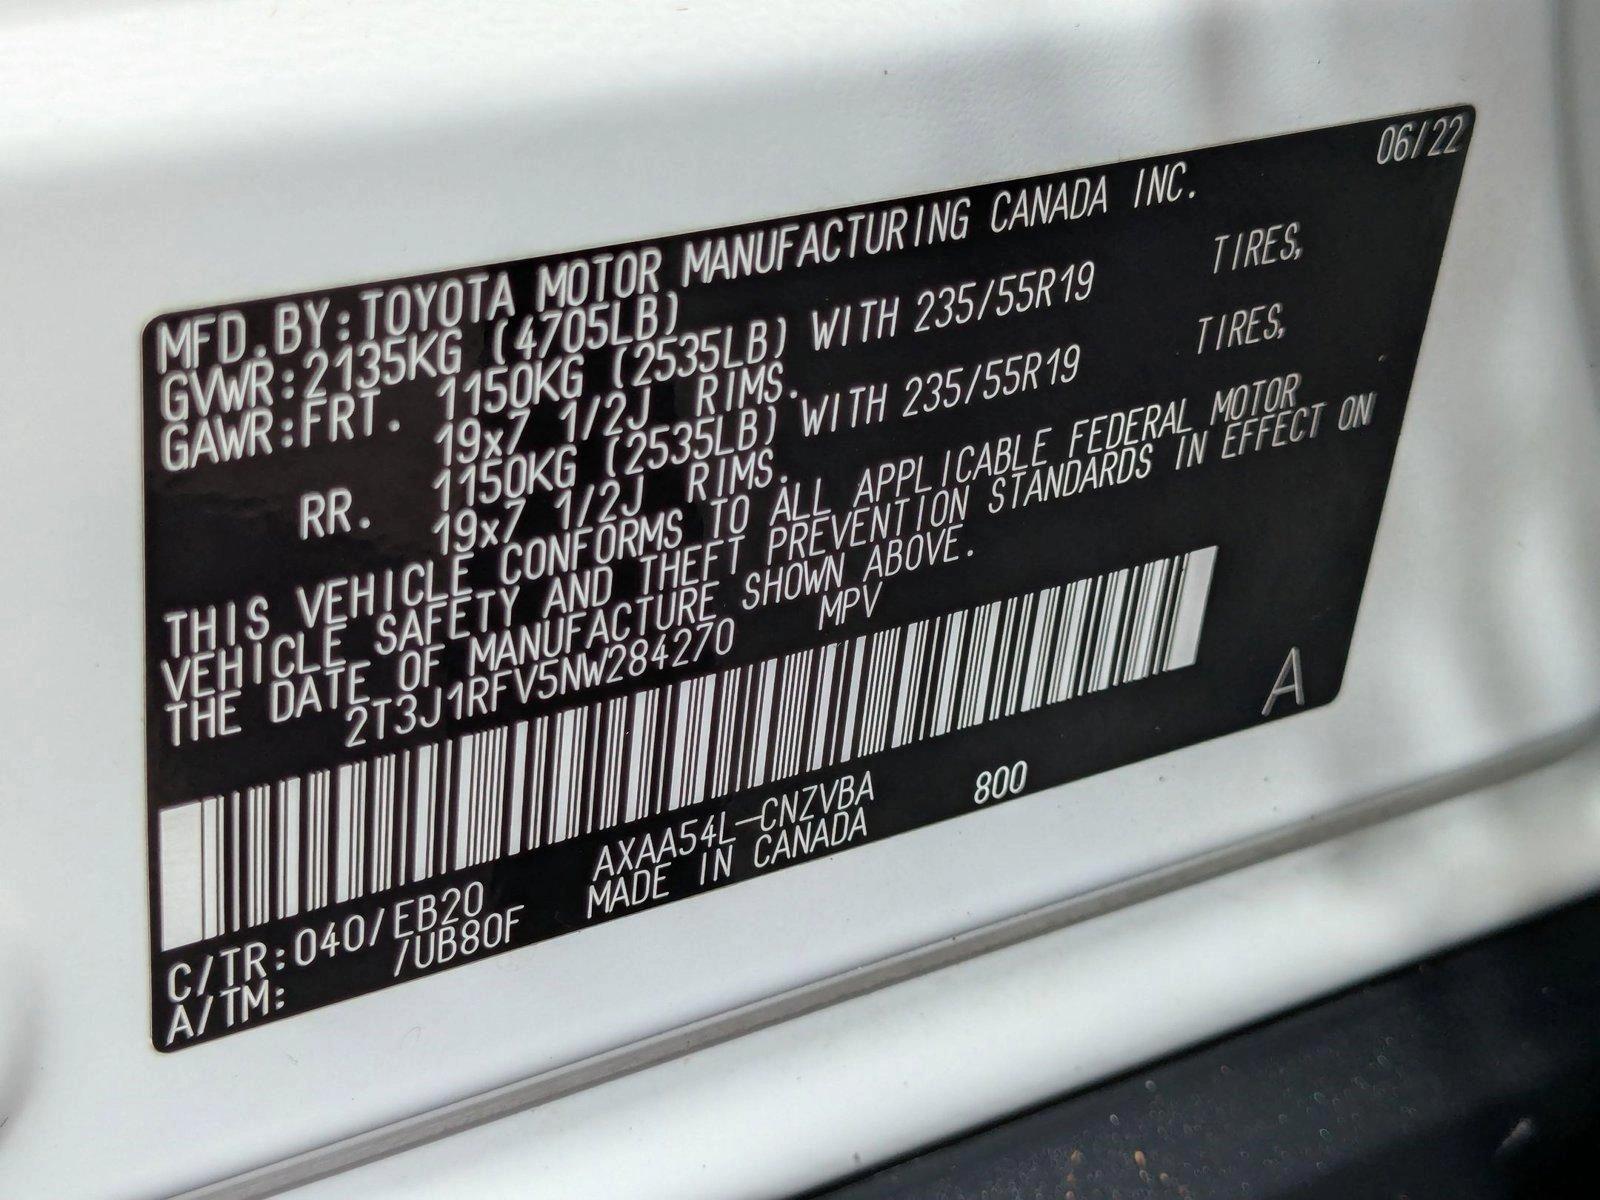 06/22
MFD.BY:TOYOTA MOTOR MANUFACTURING CANADA INC.
GVWR:2135KG (4705LB)
GAWR:FRT. 1150KG (2535LB) WITH 235/55R19 TIRES,
19x7 1/2J RIMS.
RR. 1150KG (2535LB) WITH 235/55R19 TIRES,
19x7 1/2J RIMS.
THIS VEHICLE CONFORMS TO ALL APPLICABLE FEDERAL MOTOR
VEHICLE SAFETY AND THEFT PREVENTION STANDARDS IN EFFECT ON
THE DATE OF MANUFACTURE SHOWN ABOVE.
2T3J1RFV5NW284270 MPV
A
C/TR:040/EB20 AXAA54L-CNZVBA 800
A/TM: /UB80F MADE IN CANADA